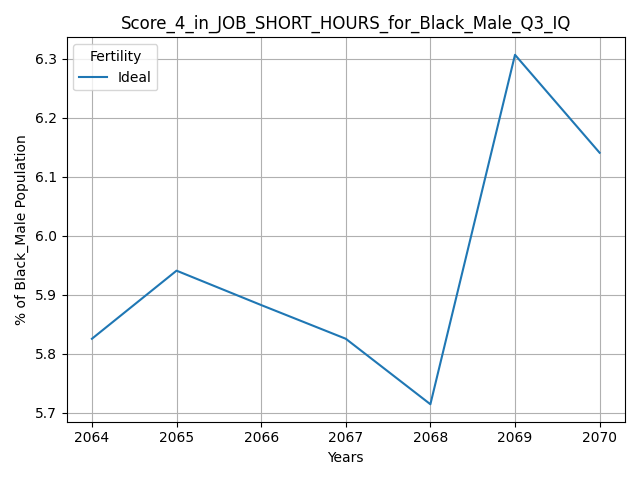 Score_4_in_JOB_SHORT_HOURS_for_Black_Male_Q3_IQ
Fertility
Ideal
% of Black_Male Population
6.3
6.2
6.1
6.0
5.9
5.8
5.7
2064 2065 2066 2067 2068 2069 2070
Years